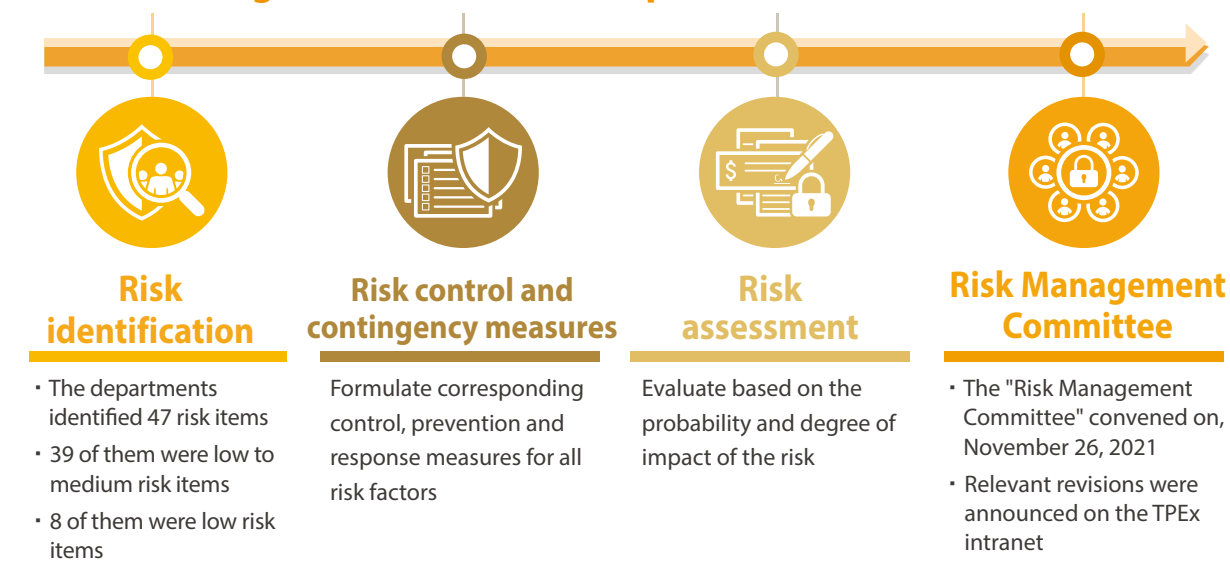 Risk
identification
· The departments
identified 47 risk items
· 39 of them were low to
medium risk items
· 8 of them were low risk
items
Risk control and
contingency measures
Formulate corresponding
control, prevention and
response measures for all
risk factors
Risk
assessment
Evaluate based on the
probability and degree of
impact of the risk
Risk Management
Committee
· The "Risk Management
Committee" convened on,
November 26, 2021
· Relevant revisions were
announced on the TPEx
intranet